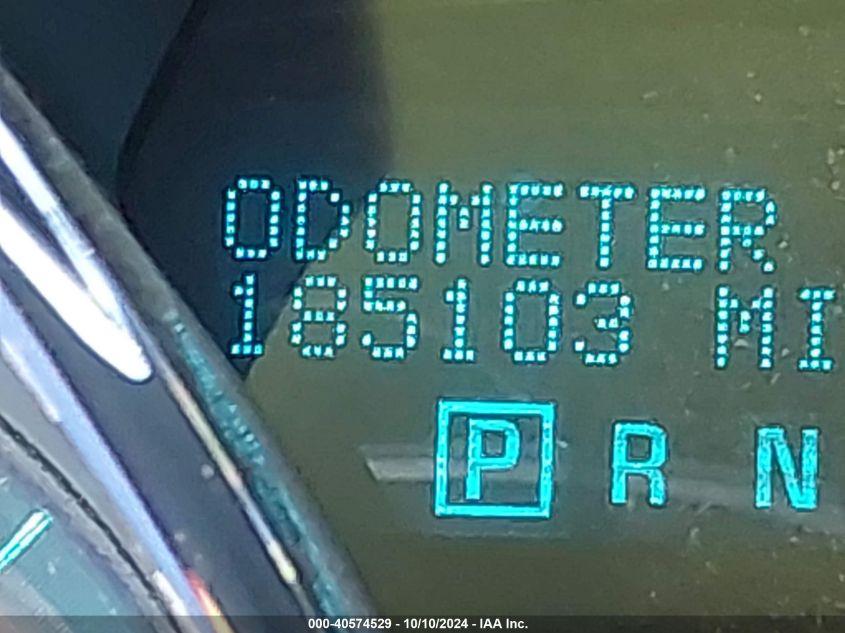 ODOMETER
185103 MI
P R N
000-40574529 - 10/10/2024 - IAA Inc.